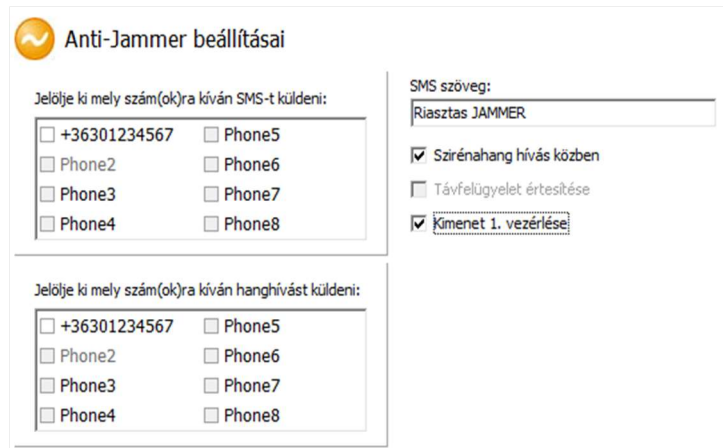 Anti-Jammer beállításai
Jelölje ki mely szám(ok)ra kíván SMS-t küldeni:
+36301234567 Phone5
Phone2 Phone6
Phone3 Phone7
Phone4 Phone8
SMS szöveg:
Riasztas JAMMER
Szirénahang hívás közben
Távfelügyelet értesítése
Kimenet 1. vezérlése
Jelölje ki mely szám(ok)ra kíván hanghívást küldeni:
+36301234567 Phone5
Phone2 Phone6
Phone3 Phone7
Phone4 Phone8